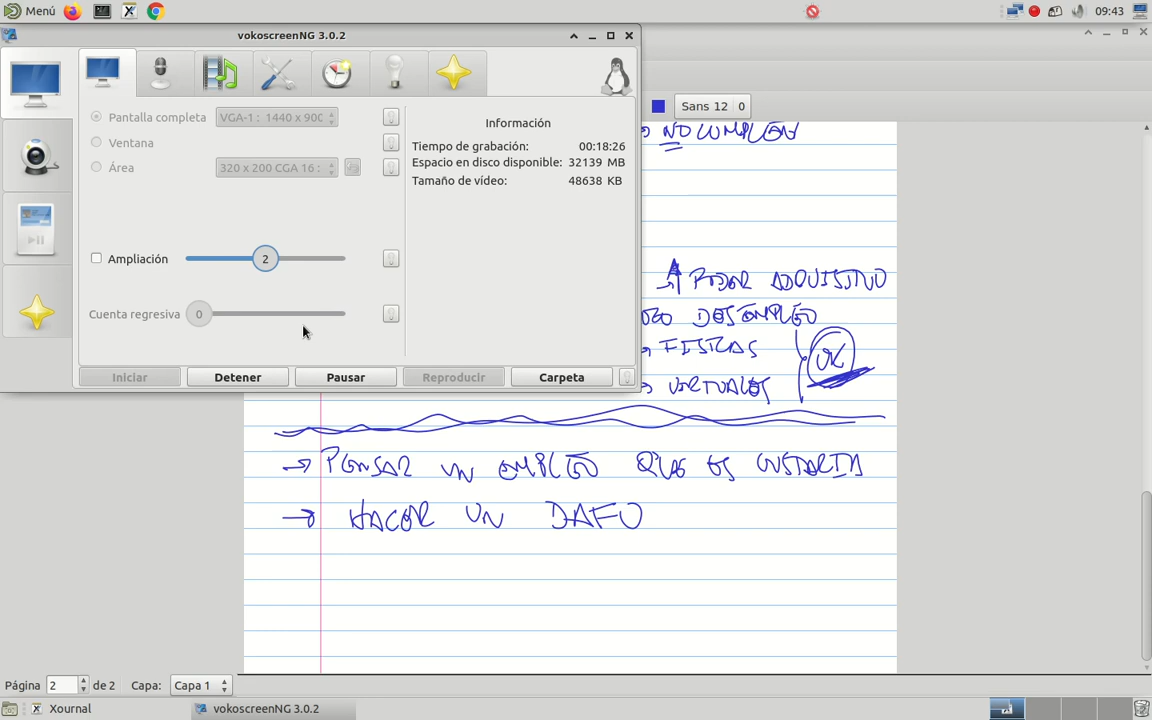 Menú 09:43
vokoscreenNG 3.0.2
Pantalla completa VGA-1 : 1440 x 900
Ventana
Área 320 x 200 CGA 16 :
Ampliación 2
Cuenta regresiva 0
Información
Tiempo de grabación: 00:18:26
Espacio en disco disponible: 32139 MB
Tamaño de vídeo: 48638 KB
Iniciar Detener Pausar Reproducir Carpeta
Sans 12 0
NO CUMPLEN
PODER ADQUISITIVO
DESEMPLEO
→ FISICAS
OK
→ VIRTUALES
→ PENSAR UN EMPLEO QUE OS GUSTARIA
→ HACER UN DAFO
Página 2 de 2 Capa: Capa 1
Xournal vokoscreenNG 3.0.2